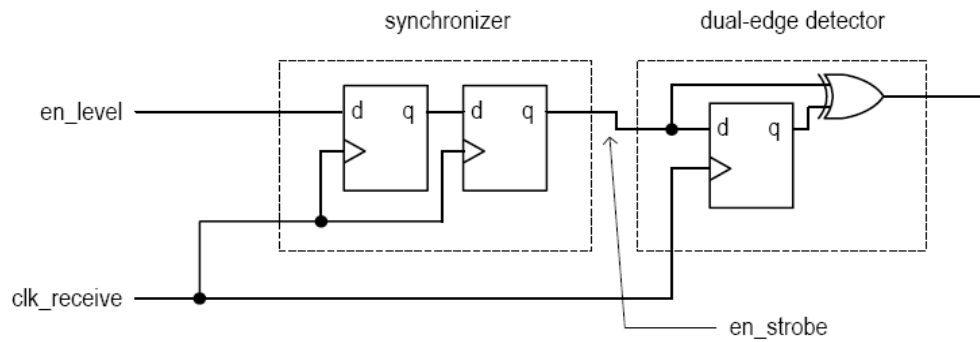 synchronizer
dual-edge detector
en_level
d q
d q
d q
clk_receive
en_strobe